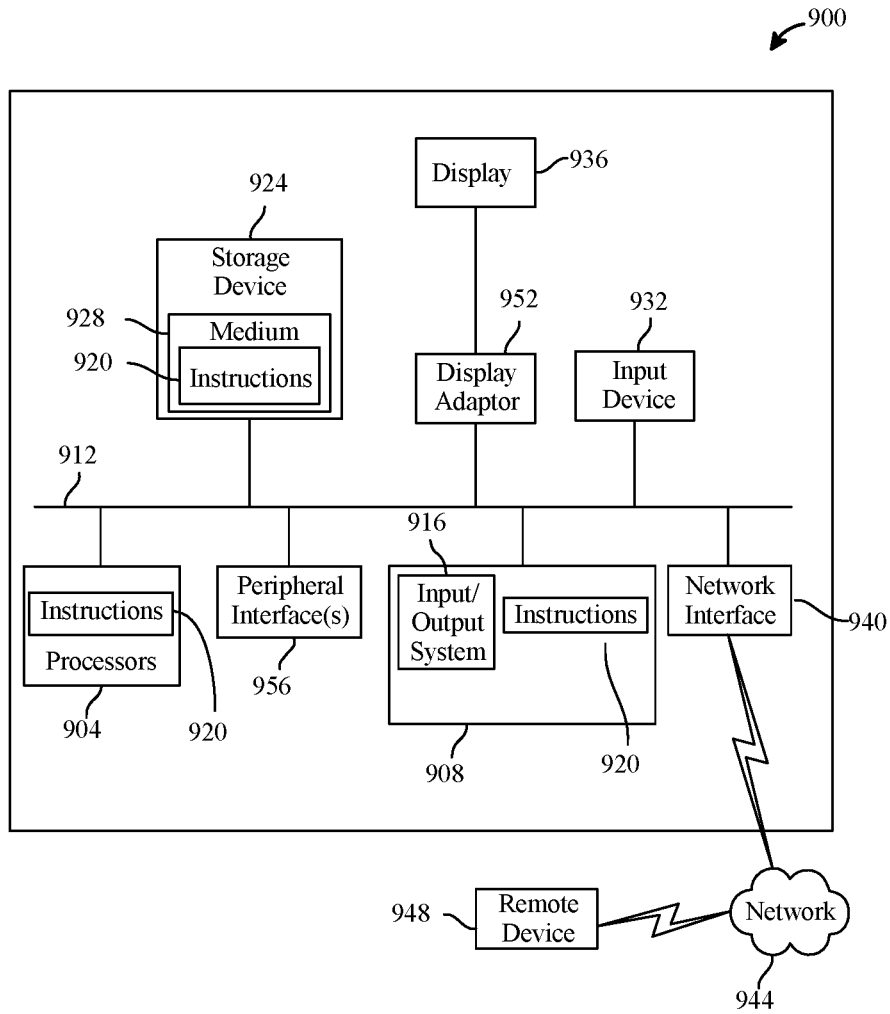 900
Display
936
924
Storage
Device
928
Medium
920
Instructions
952
Display
Adaptor
932
Input
Device
912
Instructions
Processors
904
920
Peripheral
Interface(s)
956
916
Input/
Output
System
Instructions
908
920
Network
Interface
940
948
Remote
Device
Network
944